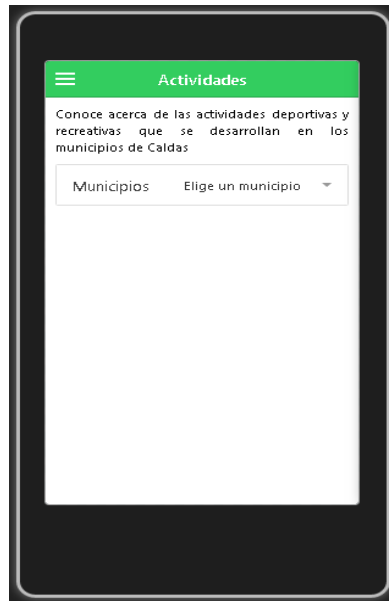 Actividades
Conoce acerca de las actividades deportivas y
recreativas que se desarrollan en los
municipios de Caldas
Municipios Elige un municipio